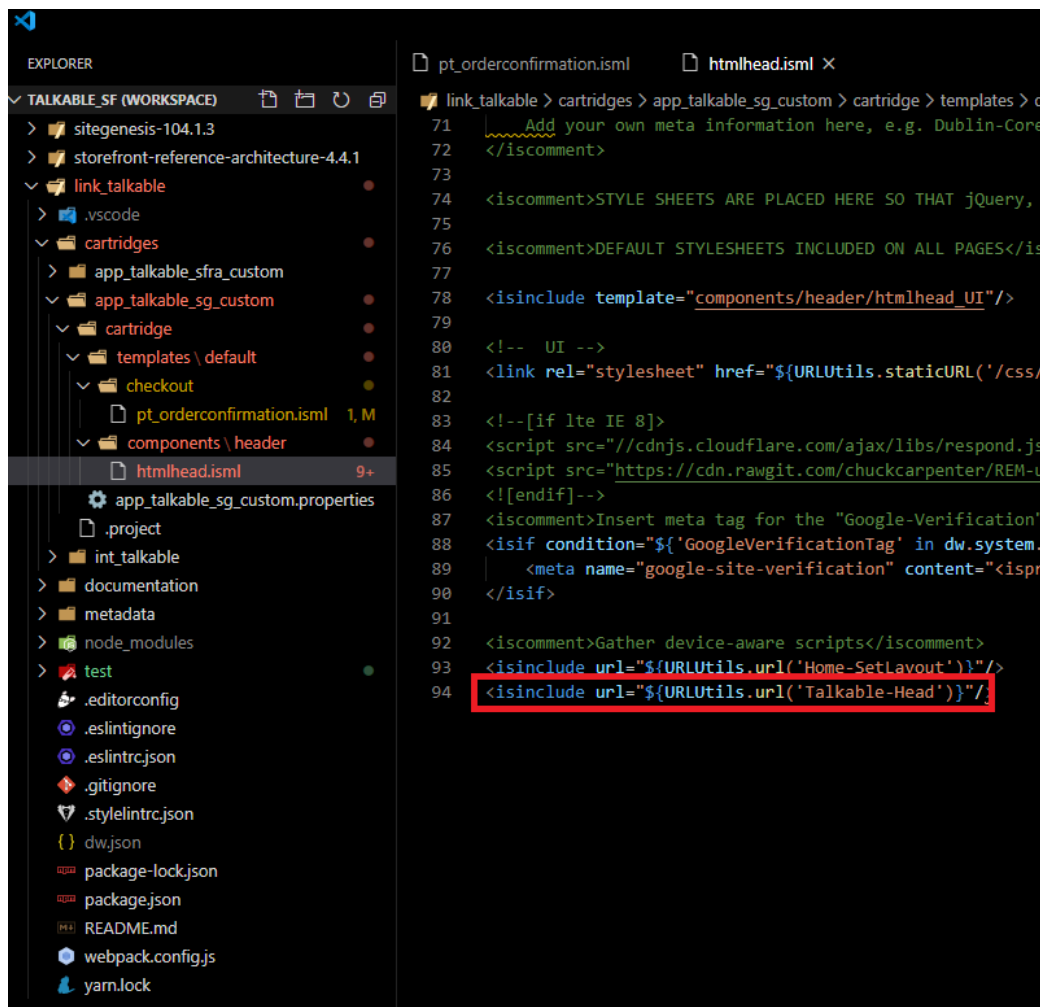 EXPLORER
TALKABLE_SF (WORKSPACE)
sitegenesis-104.1.3
storefront-reference-architecture-4.4.1
link_talkable
.vscode
cartridges
app_talkable_sfra_custom
app_talkable_sg_custom
cartridge
templates \ default
checkout
pt_orderconfirmation.isml 1, M
components \ header
htmlhead.isml 9+
app_talkable_sg_custom.properties
.project
int_talkable
documentation
metadata
node_modules
test
.editorconfig
.eslintignore
.eslintrc.json
.gitignore
.stylelintrc.json
{ } dw.json
package-lock.json
package.json
README.md
webpack.config.js
yarn.lock
pt_orderconfirmation.isml htmlhead.isml ×
link_talkable > cartridges > app_talkable_sg_custom > cartridge > templates >
71 Add your own meta information here, e.g. Dublin-Core
72 </iscomment>
73
74 <iscomment>STYLE SHEETS ARE PLACED HERE SO THAT jQuery,
75
76 <iscomment>DEFAULT STYLESHEETS INCLUDED ON ALL PAGES</is
77
78 <isinclude template="components/header/htmlhead_UI"/>
79
80 <!-- UI -->
81 <link rel="stylesheet" href="${URLUtils.staticURL('/css/
82
83 <!--[if lte IE 8]>
84 <script src="//cdnjs.cloudflare.com/ajax/libs/respond.js
85 <script src="https://cdn.rawgit.com/chuckcarpenter/REM-u
86 <![endif]-->
87 <iscomment>Insert meta tag for the "Google-Verification"
88 <isif condition="${'GoogleVerificationTag' in dw.system.
89 <meta name="google-site-verification" content="<ispr
90 </isif>
91
92 <iscomment>Gather device-aware scripts</iscomment>
93 <isinclude url="${URLUtils.url('Home-SetLayout')}"/>
94 <isinclude url="${URLUtils.url('Talkable-Head')}"/>